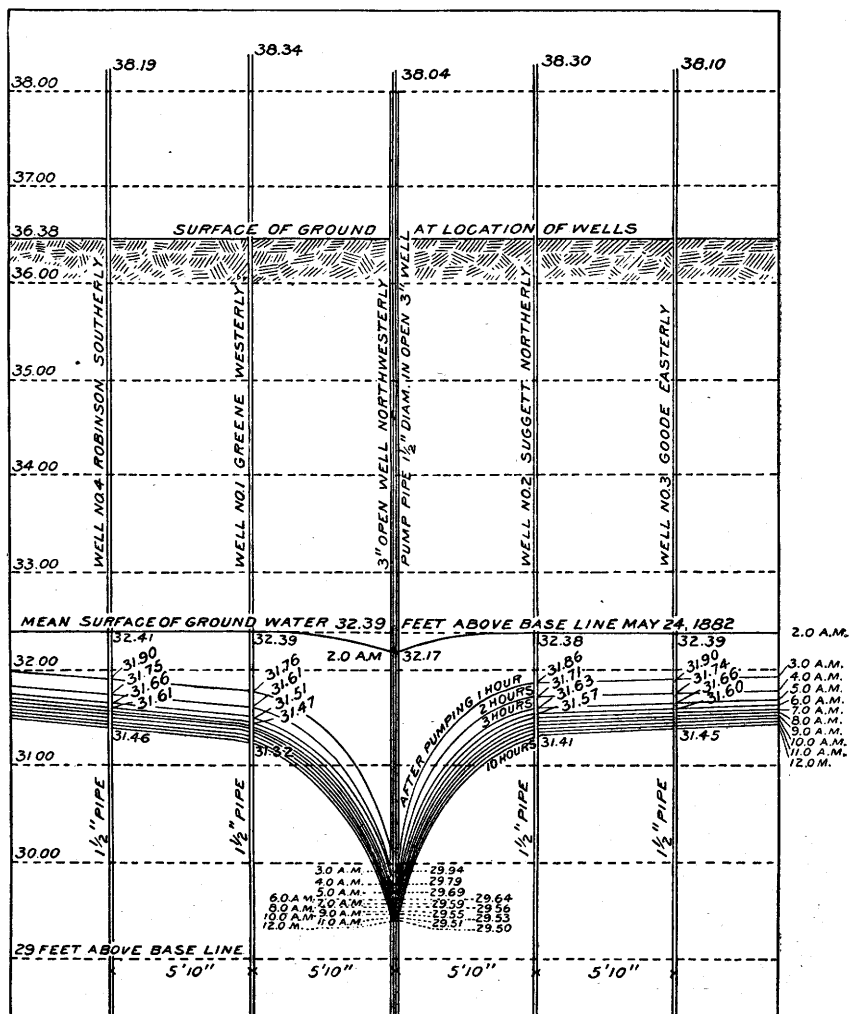 38.19
38.34
38.04
38.30
38.10
38.00
37.00
SURFACE OF GROUND AT LOCATION OF WELLS
36.38
36.00
35.00
34.00
33.00
WELL NO.4 ROBINSON SOUTHERLY
WELL NO.1 GREENE WESTERLY
3" OPEN WELL NORTHWESTERLY
PUMP PIPE 1½" DIAM. IN OPEN 3" WELL
WELL NO.2 SUGGETT NORTHERLY
WELL NO.3 GOODE EASTERLY
MEAN SURFACE OF GROUND WATER 32.39 FEET ABOVE BASE LINE MAY 24, 1882
2.0 A.M.
32.41
32.39
2.0 A.M
32.17
32.38
32.39
32.00
31.90
31.75
31.66
31.61
31.46
31.76
31.61
31.51
31.47
31.32
AFTER PUMPING 1 HOUR
2 HOURS
3 HOURS
10 HOURS
31.86
31.71
31.63
31.57
31.41
31.90
31.74
31.66
31.60
31.45
3.0 A.M.
4.0 A.M.
5.0 A.M.
6.0 A.M.
7.0 A.M.
8.0 A.M.
9.0 A.M.
10.0 A.M.
11.0 A.M.
12.0 M.
31.00
1½" PIPE
1½" PIPE
1½" PIPE
1½" PIPE
30.00
3.0 A.M. 29.94
4.0 A.M. 29.79
5.0 A.M. 29.69
6.0 A.M. 29.64
7.0 A.M. 29.59
8.0 A.M. 29.56
9.0 A.M. 29.55
10.0 A.M 29.53
11.0 A.M. 29.51
12.0 M. 29.50
29 FEET ABOVE BASE LINE
5'10" 5'10" 5'10" 5'10"